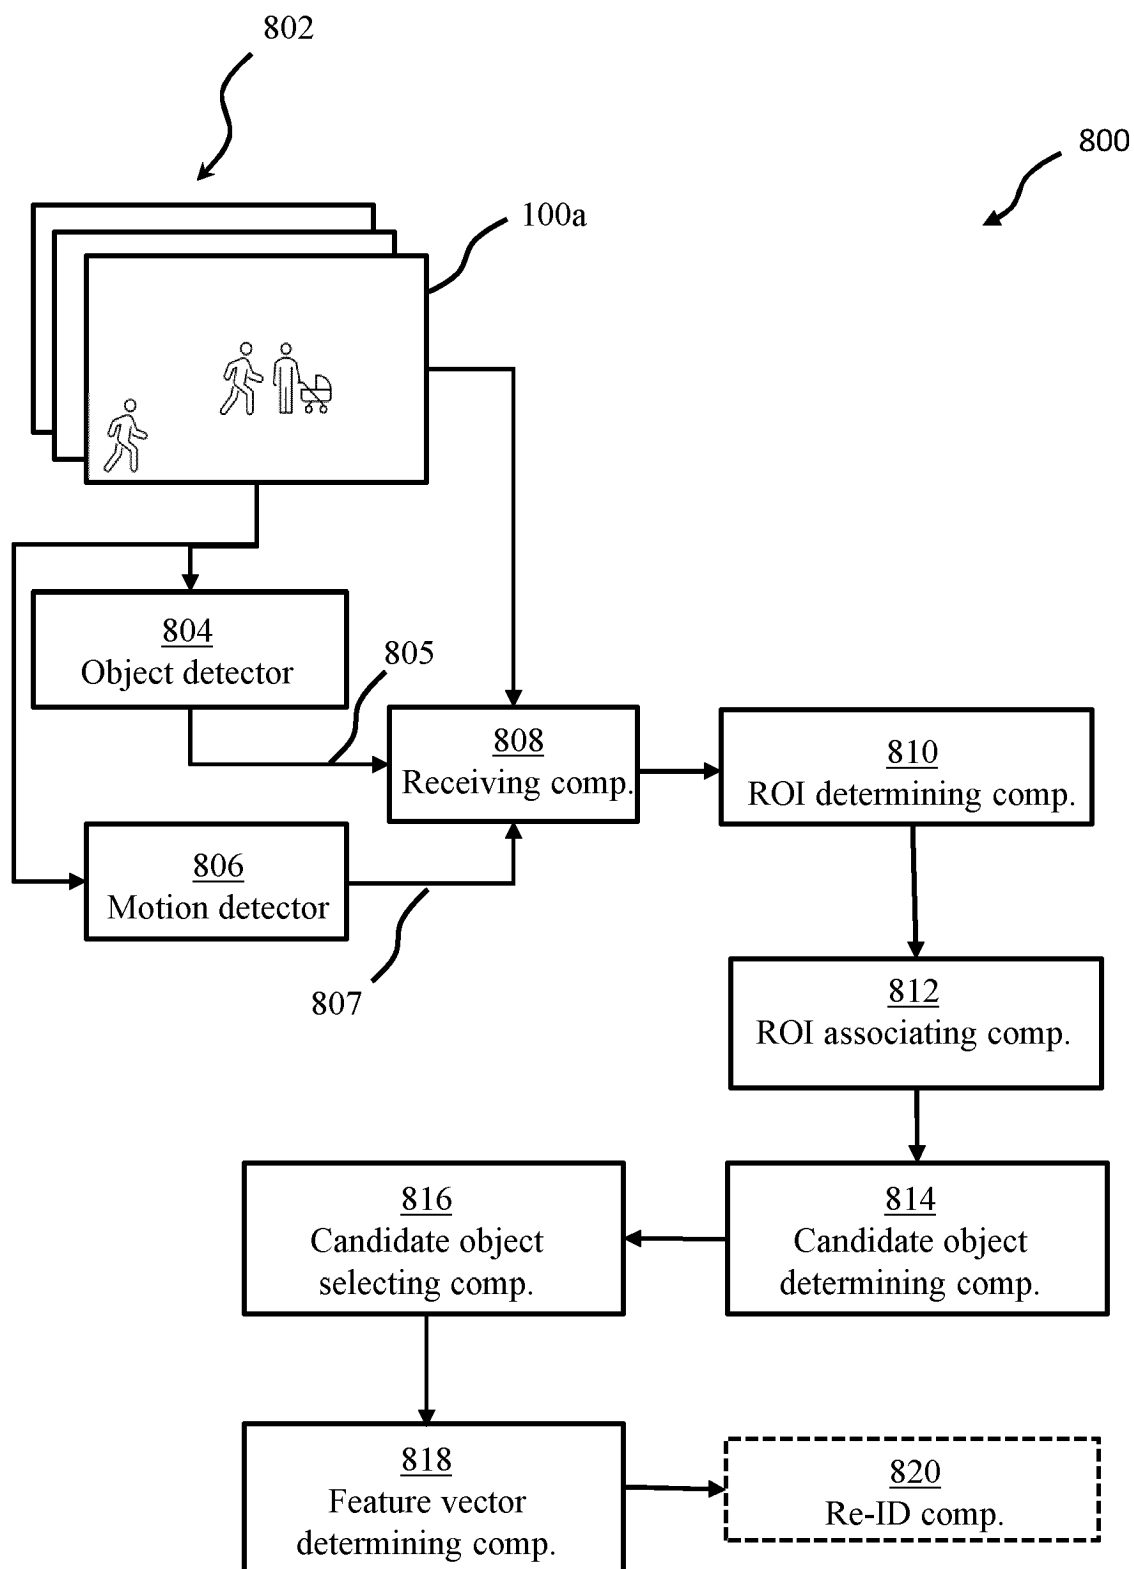 802
800
100a
804
Object detector
805
808
Receiving comp.
810
ROI determining comp.
806
Motion detector
807
812
ROI associating comp.
816
Candidate object
selecting comp.
814
Candidate object
determining comp.
818
Feature vector
determining comp.
820
Re-ID comp.